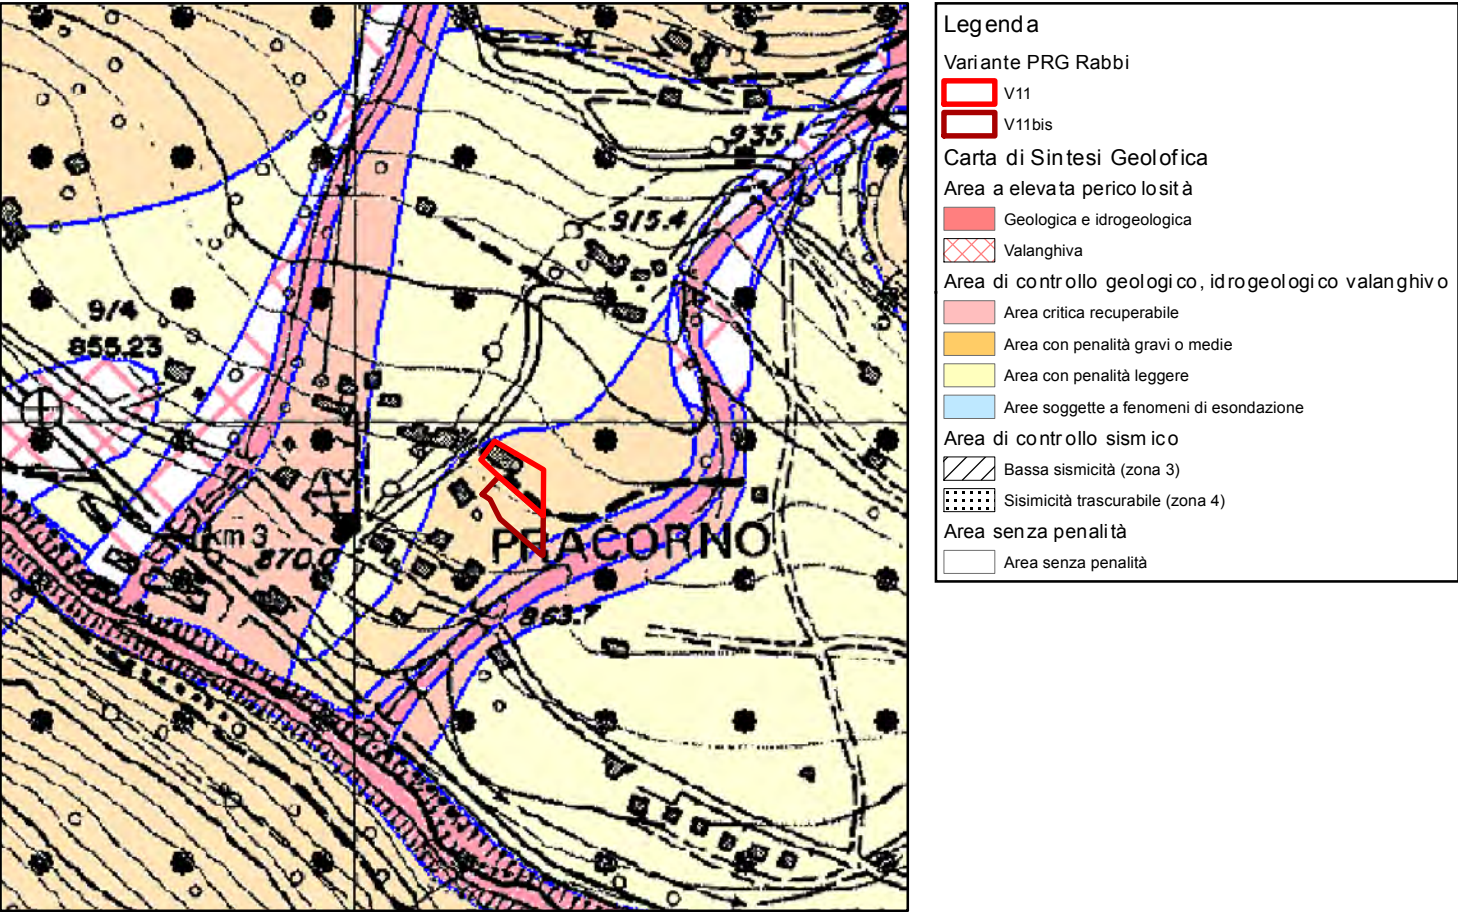 935.1
915.4
9/4
855.23
km 3
870.0
PRACORNO
863.7
Legenda
Variante PRG Rabbi
V11
V11bis
Carta di Sintesi Geolofica
Area a elevata pericolosità
Geologica e idrogeologica
Valanghiva
Area di controllo geologico, idrogeologico valanghivo
Area critica recuperabile
Area con penalità gravi o medie
Area con penalità leggere
Aree soggette a fenomeni di esondazione
Area di controllo sismico
Bassa sismicità (zona 3)
Sisimicità trascurabile (zona 4)
Area senza penalità
Area senza penalità